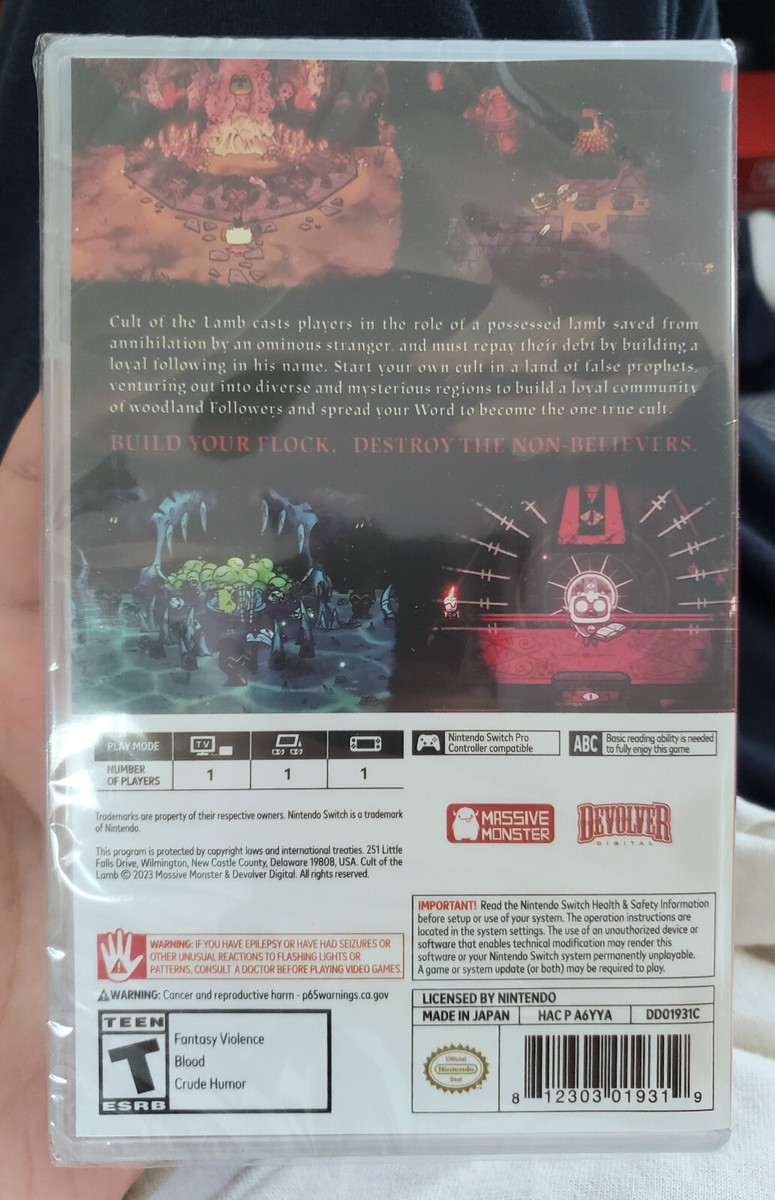 Cult of the Lamb casts players in the role of a possessed lamb saved from
annihilation by an ominous stranger, and must repay their debt by building a
loyal following in his name. Start your own cult in a land of false prophets,
venturing out into diverse and mysterious regions to build a loyal community
of woodland Followers and spread your Word to become the one true cult.
BUILD YOUR FLOCK. DESTROY THE NON-BELIEVERS.
PLAY MODE
TV
NUMBER
OF PLAYERS
1
1
1
Nintendo Switch Pro
Controller compatible
ABC
Basic reading ability is needed
to fully enjoy this game
Trademarks are property of their respective owners. Nintendo Switch is a trademark
of Nintendo.
This program is protected by copyright laws and international treaties. 251 Little
Falls Drive, Wilmington, New Castle County, Delaware 19808, USA. Cult of the
Lamb © 2023 Massive Monster & Devolver Digital. All rights reserved.
MASSIVE
MONSTER
DEVOLVER
DIGITAL
WARNING: IF YOU HAVE EPILEPSY OR HAVE HAD SEIZURES OR
OTHER UNUSUAL REACTIONS TO FLASHING LIGHTS OR
PATTERNS, CONSULT A DOCTOR BEFORE PLAYING VIDEO GAMES.
WARNING: Cancer and reproductive harm - p65warnings.ca.gov
TEEN
T
ESRB
Fantasy Violence
Blood
Crude Humor
IMPORTANT! Read the Nintendo Switch Health & Safety Information
before setup or use of your system. The operation instructions are
located in the system settings. The use of an unauthorized device or
software that enables technical modification may render this
software or your Nintendo Switch system permanently unplayable.
A game or system update (or both) may be required to play.
LICENSED BY NINTENDO
MADE IN JAPAN HAC P A6YYA DD01931C
Official
Nintendo
Seal
8 12303 01931 9